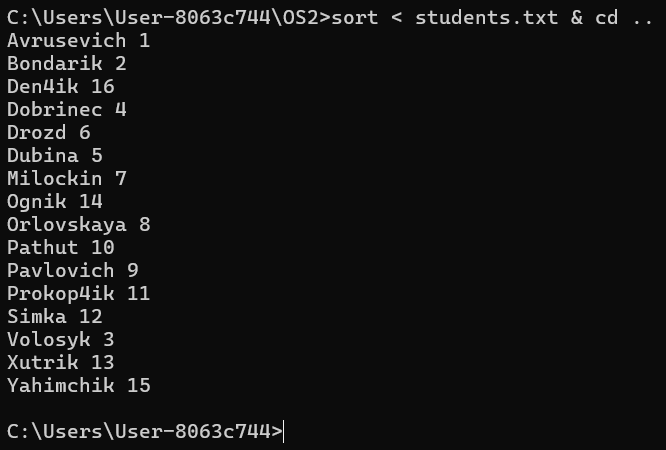 C:\Users\User-8063c744\OS2>sort < students.txt & cd ..
Avrusevich 1
Bondarik 2
Den4ik 16
Dobrinec 4
Drozd 6
Dubina 5
Milockin 7
Ognik 14
Orlovskaya 8
Pathut 10
Pavlovich 9
Prokop4ik 11
Simka 12
Volosyk 3
Xutrik 13
Yahimchik 15
C:\Users\User-8063c744>